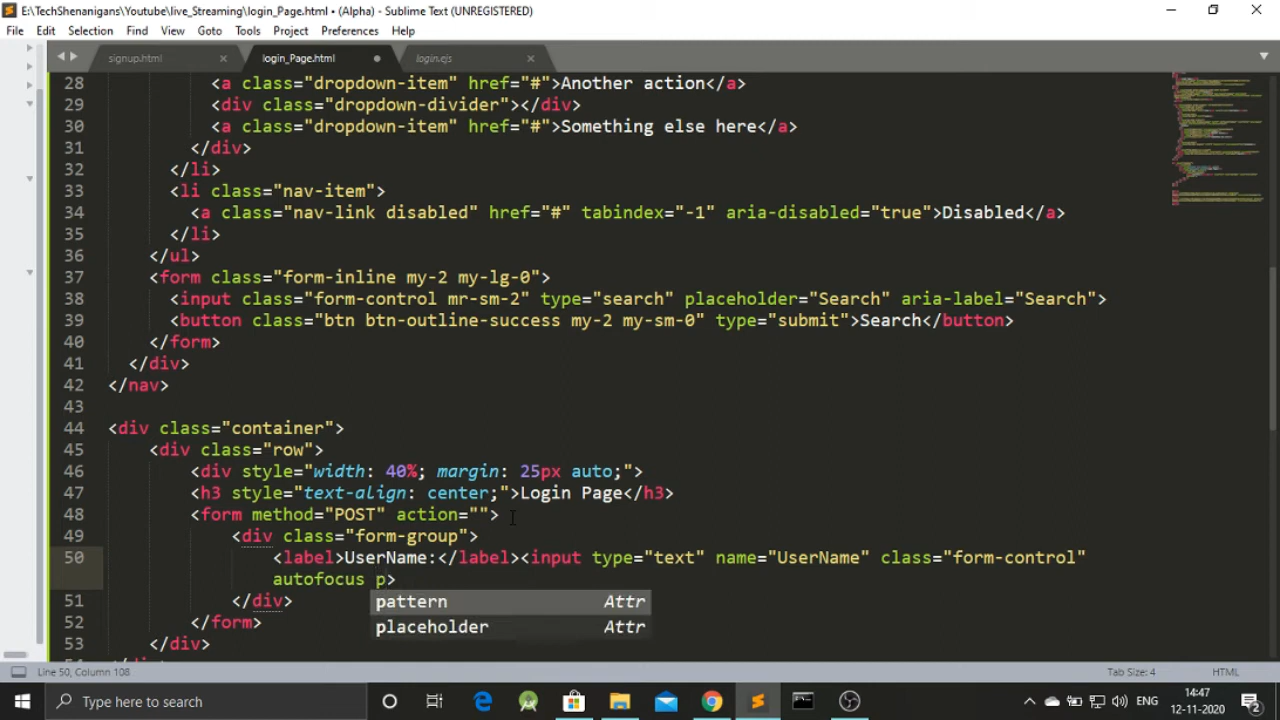 E:\TechShenanigans\Youtube\live_Streaming\login_Page.html • (Alpha) - Sublime Text (UNREGISTERED)
File Edit Selection Find View Goto Tools Project Preferences Help
signup.html login_Page.html login.ejs
28 <a class="dropdown-item" href="#">Another action</a>
29 <div class="dropdown-divider"></div>
30 <a class="dropdown-item" href="#">Something else here</a>
31 </div>
32 </li>
33 <li class="nav-item">
34 <a class="nav-link disabled" href="#" tabindex="-1" aria-disabled="true">Disabled</a>
35 </li>
36 </ul>
37 <form class="form-inline my-2 my-lg-0">
38 <input class="form-control mr-sm-2" type="search" placeholder="Search" aria-label="Search">
39 <button class="btn btn-outline-success my-2 my-sm-0" type="submit">Search</button>
40 </form>
41 </div>
42 </nav>
43
44 <div class="container">
45 <div class="row">
46 <div style="width: 40%; margin: 25px auto;">
47 <h3 style="text-align: center;">Login Page</h3>
48 <form method="POST" action="">
49 <div class="form-group">
50 <label>UserName:</label><input type="text" name="UserName" class="form-control"
autofocus p>
pattern Attr
51 </div>
placeholder Attr
52 </form>
53 </div>
Line 50, Column 108 Tab Size: 4 HTML
Type here to search
ENG
14:47
12-11-2020
2